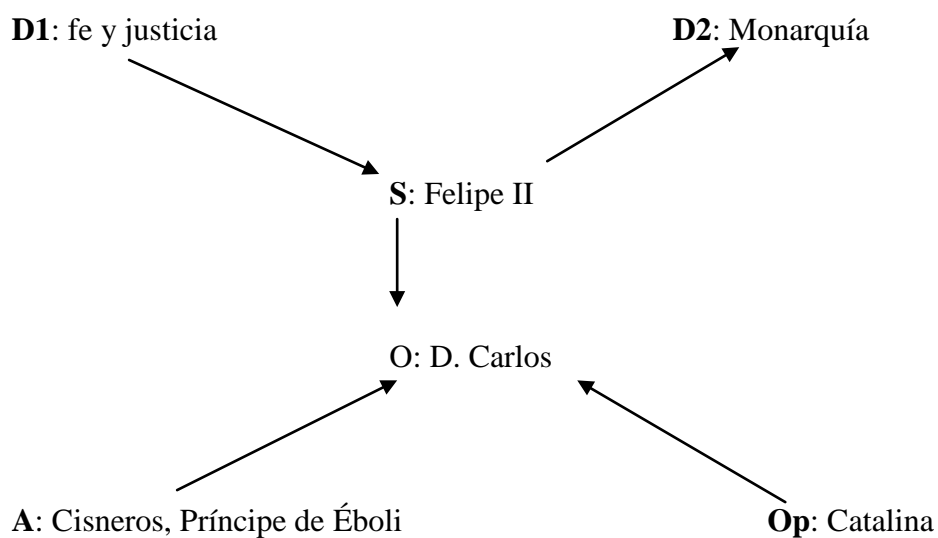 D1: fe y justicia
D2: Monarquía
S: Felipe II
O: D. Carlos
A: Cisneros, Príncipe de Éboli
Op: Catalina